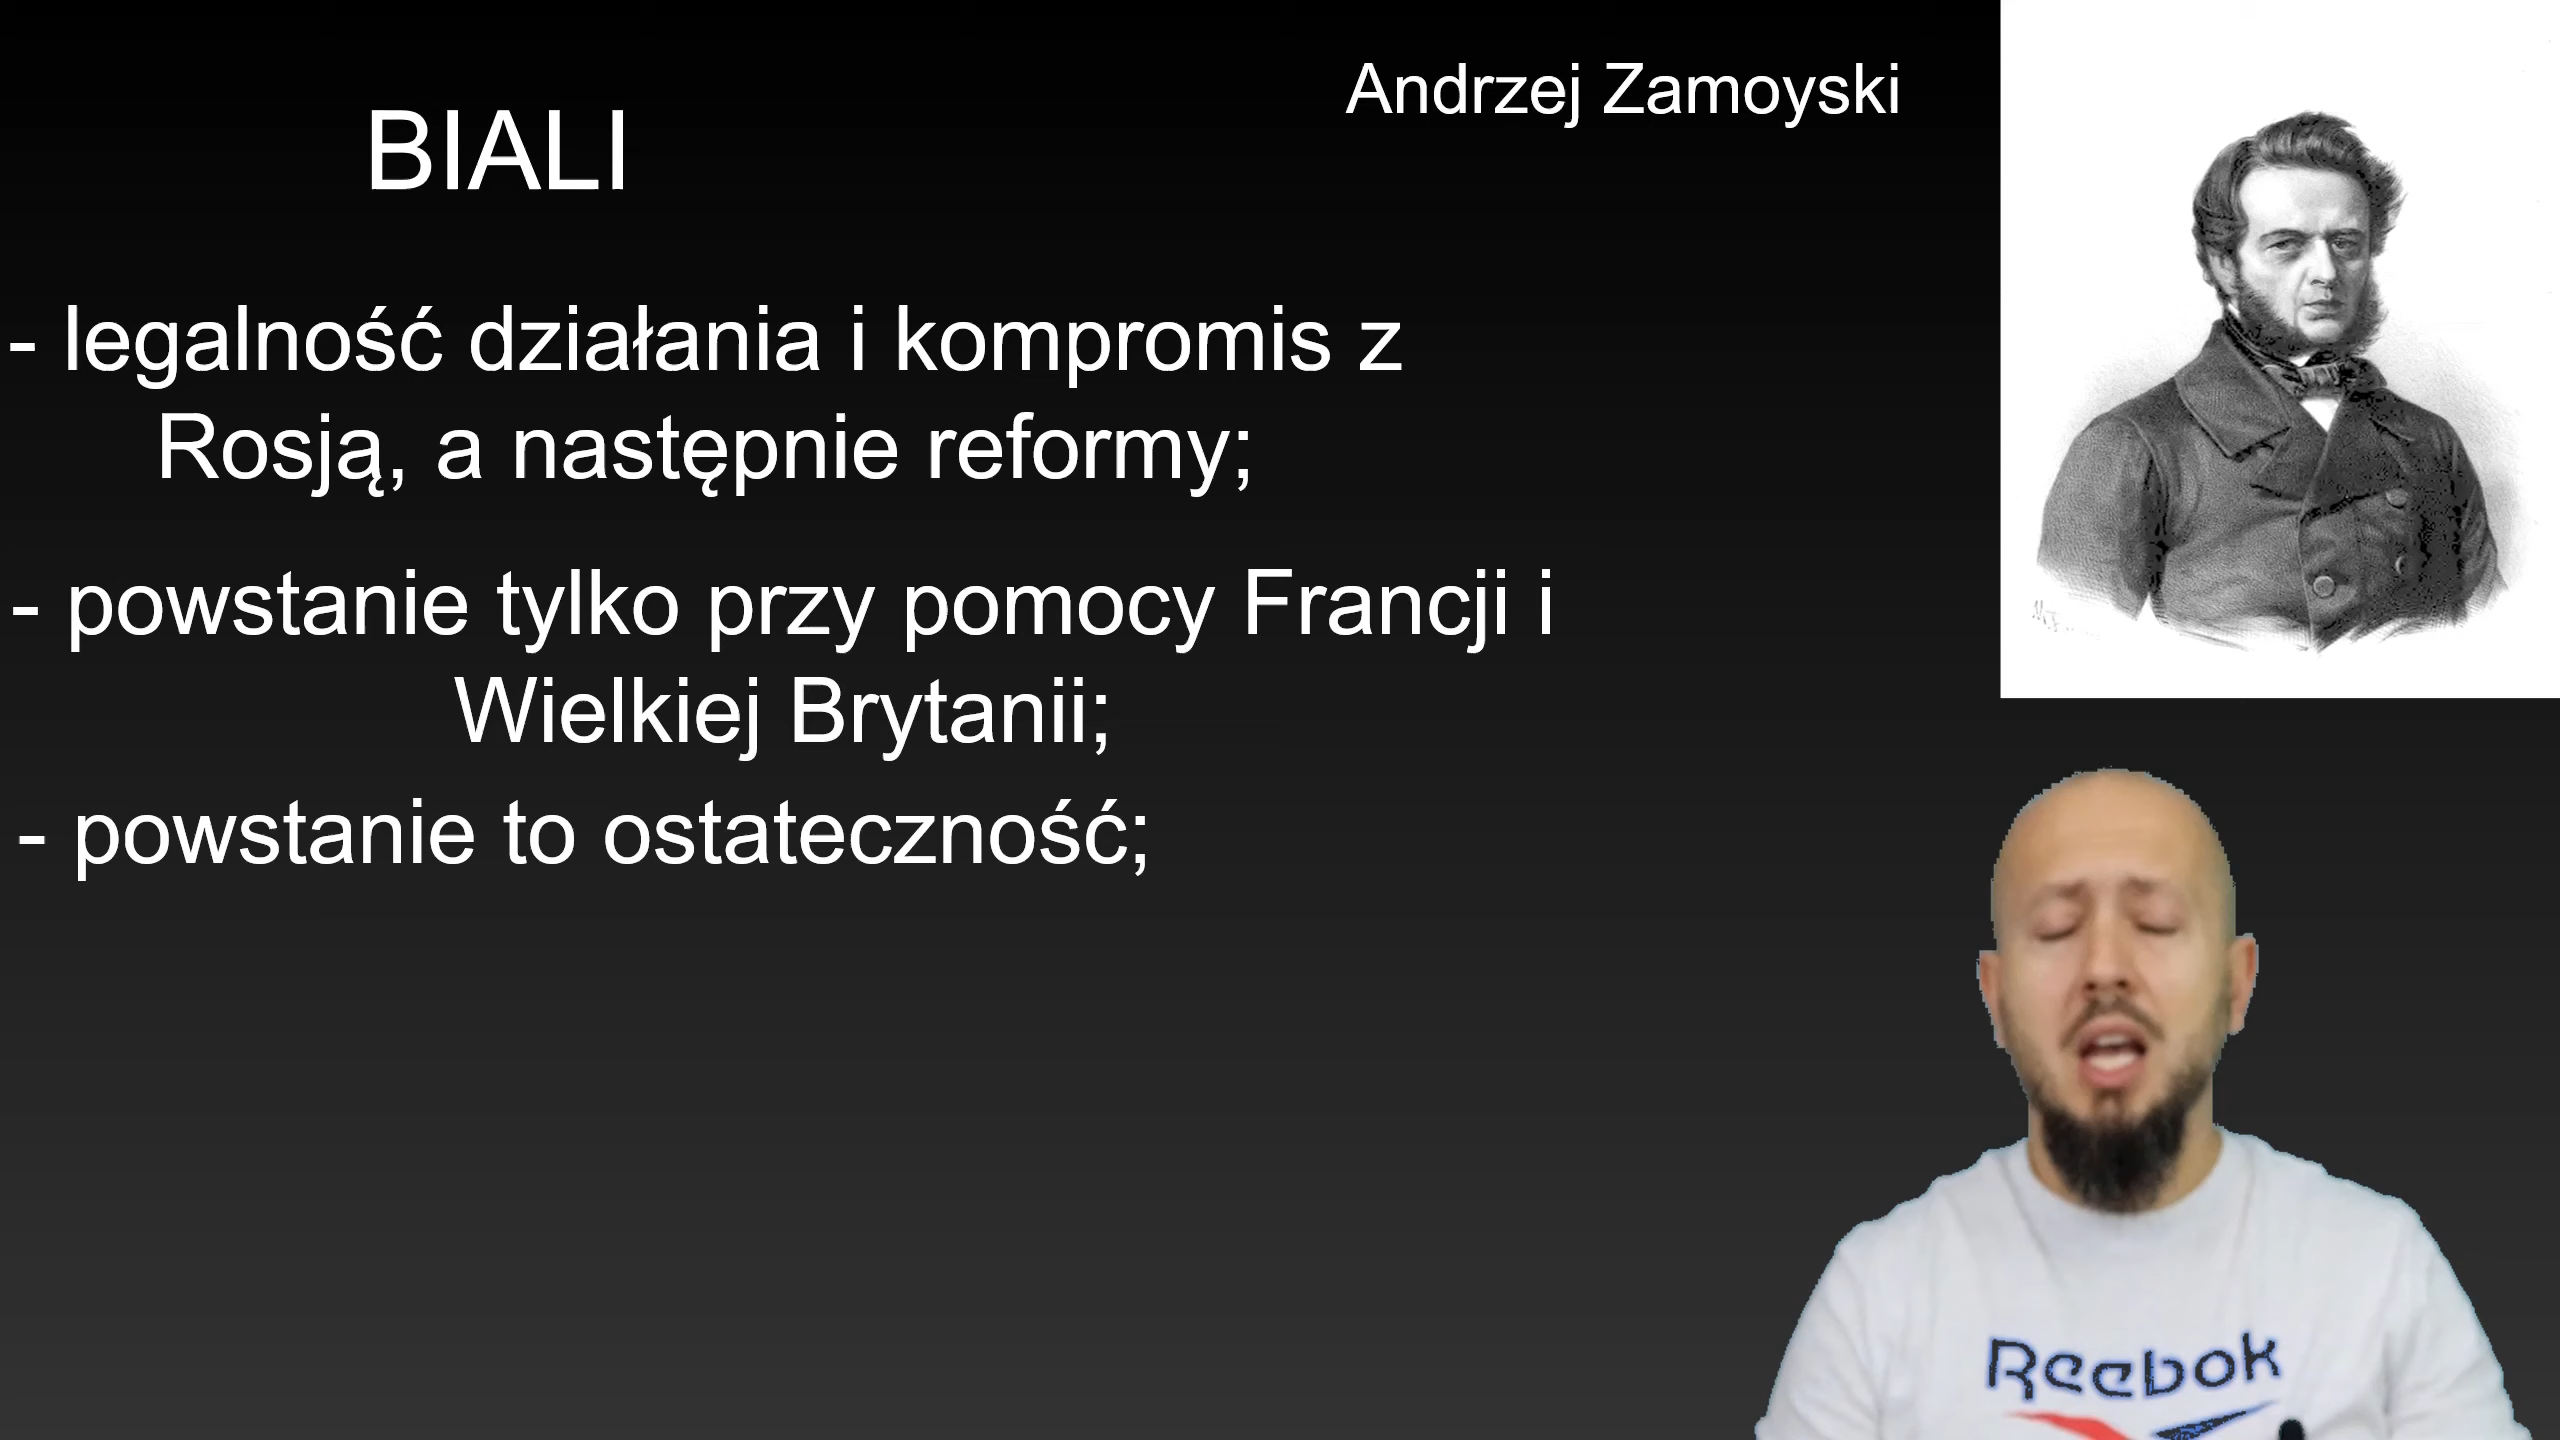 Andrzej Zamoyski
BIALI
- legalność działania i kompromis z
Rosją, a następnie reformy;
- powstanie tylko przy pomocy Francji i
Wielkiej Brytanii;
- powstanie to ostateczność;
Reebok